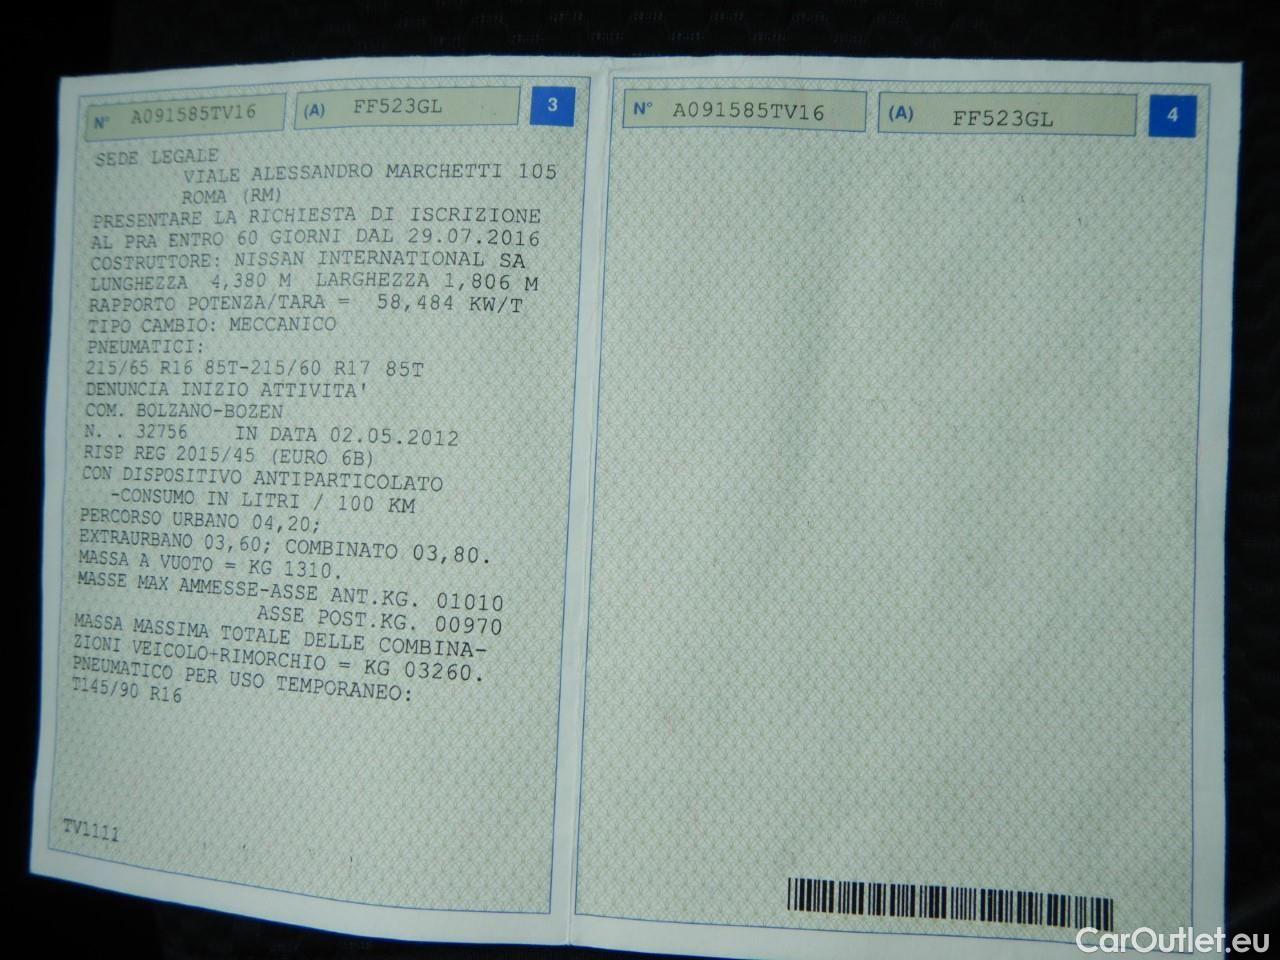 N° A091585TV16 (A) FF523GL 3
SEDE LEGALE
VIALE ALESSANDRO MARCHETTI 105
ROMA (RM)
PRESENTARE LA RICHIESTA DI ISCRIZIONE
AL PRA ENTRO 60 GIORNI DAL 29.07.2016
COSTRUTTORE: NISSAN INTERNATIONAL SA
LUNGHEZZA 4,380 M LARGHEZZA 1,806 M
RAPPORTO POTENZA/TARA = 58,484 KW/T
TIPO CAMBIO: MECCANICO
PNEUMATICI:
215/65 R16 85T-215/60 R17 85T
DENUNCIA INIZIO ATTIVITA'
COM. BOLZANO-BOZEN
N. . 32756 IN DATA 02.05.2012
RISP REG 2015/45 (EURO 6B)
CON DISPOSITIVO ANTIPARTICOLATO
-CONSUMO IN LITRI / 100 KM
PERCORSO URBANO 04,20;
EXTRAURBANO 03,60; COMBINATO 03,80.
MASSA A VUOTO = KG 1310.
MASSE MAX AMMESSE-ASSE ANT.KG. 01010
ASSE POST.KG. 00970
MASSA MASSIMA TOTALE DELLE COMBINA-
ZIONI VEICOLO+RIMORCHIO = KG 03260.
PNEUMATICO PER USO TEMPORANEO:
T145/90 R16
TV1111
N° A091585TV16 (A) FF523GL 4
CarOutlet.eu